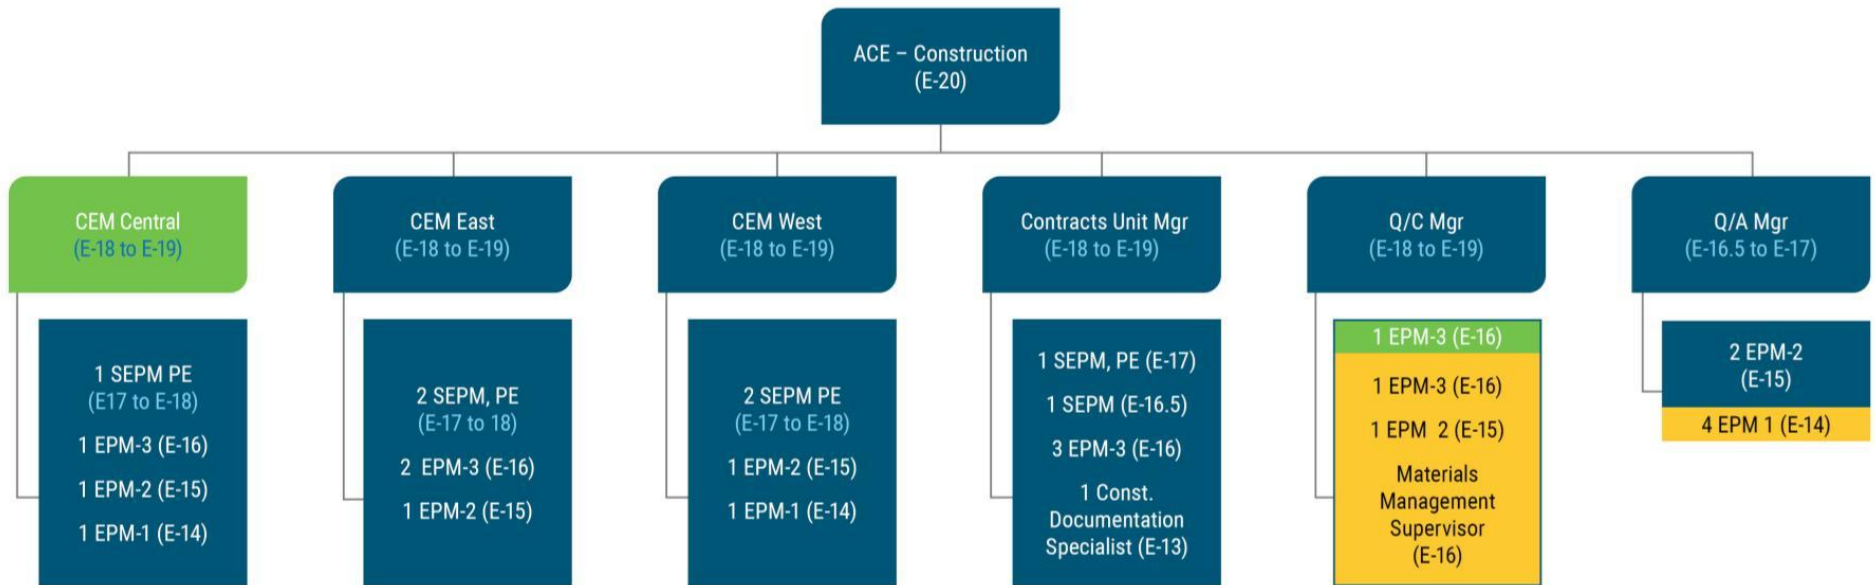 ACE – Construction
(E-20)
CEM Central
(E-18 to E-19)
CEM East
(E-18 to E-19)
CEM West
(E-18 to E-19)
Contracts Unit Mgr
(E-18 to E-19)
Q/C Mgr
(E-18 to E-19)
Q/A Mgr
(E-16.5 to E-17)
1 SEPM PE
(E17 to E-18)
1 EPM-3 (E-16)
1 EPM-2 (E-15)
1 EPM-1 (E-14)
2 SEPM, PE
(E-17 to 18)
2 EPM-3 (E-16)
1 EPM-2 (E-15)
2 SEPM PE
(E-17 to E-18)
1 EPM-2 (E-15)
1 EPM-1 (E-14)
1 SEPM, PE (E-17)
1 SEPM (E-16.5)
3 EPM-3 (E-16)
1 Const.
Documentation
Specialist (E-13)
1 EPM-3 (E-16)
1 EPM-3 (E-16)
1 EPM 2 (E-15)
Materials
Management
Supervisor
(E-16)
2 EPM-2
(E-15)
4 EPM 1 (E-14)